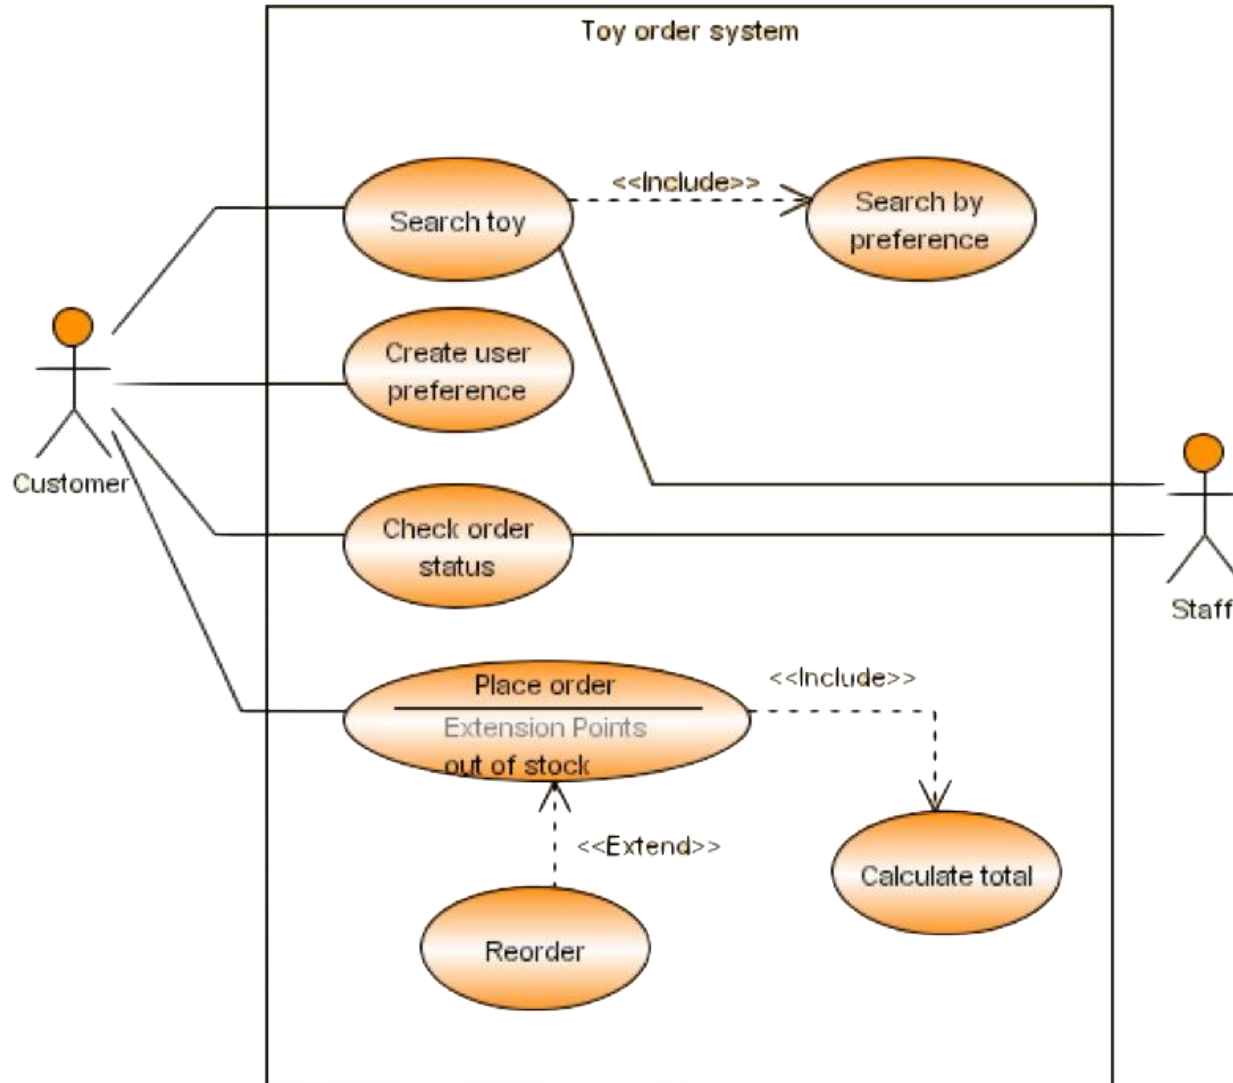 Toy order system
<<Include>>
Search toy
Search by
preference
Create user
preference
Customer
Check order
status
Staff
Place order
<<Include>>
Extension Points
out of stock
<<Extend>>
Calculate total
Reorder